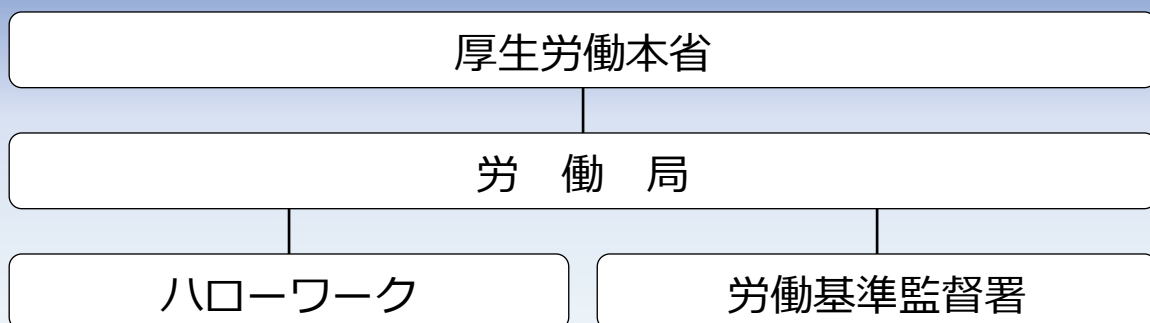 厚生労働本省
労　働　局
ハローワーク
労働基準監督署